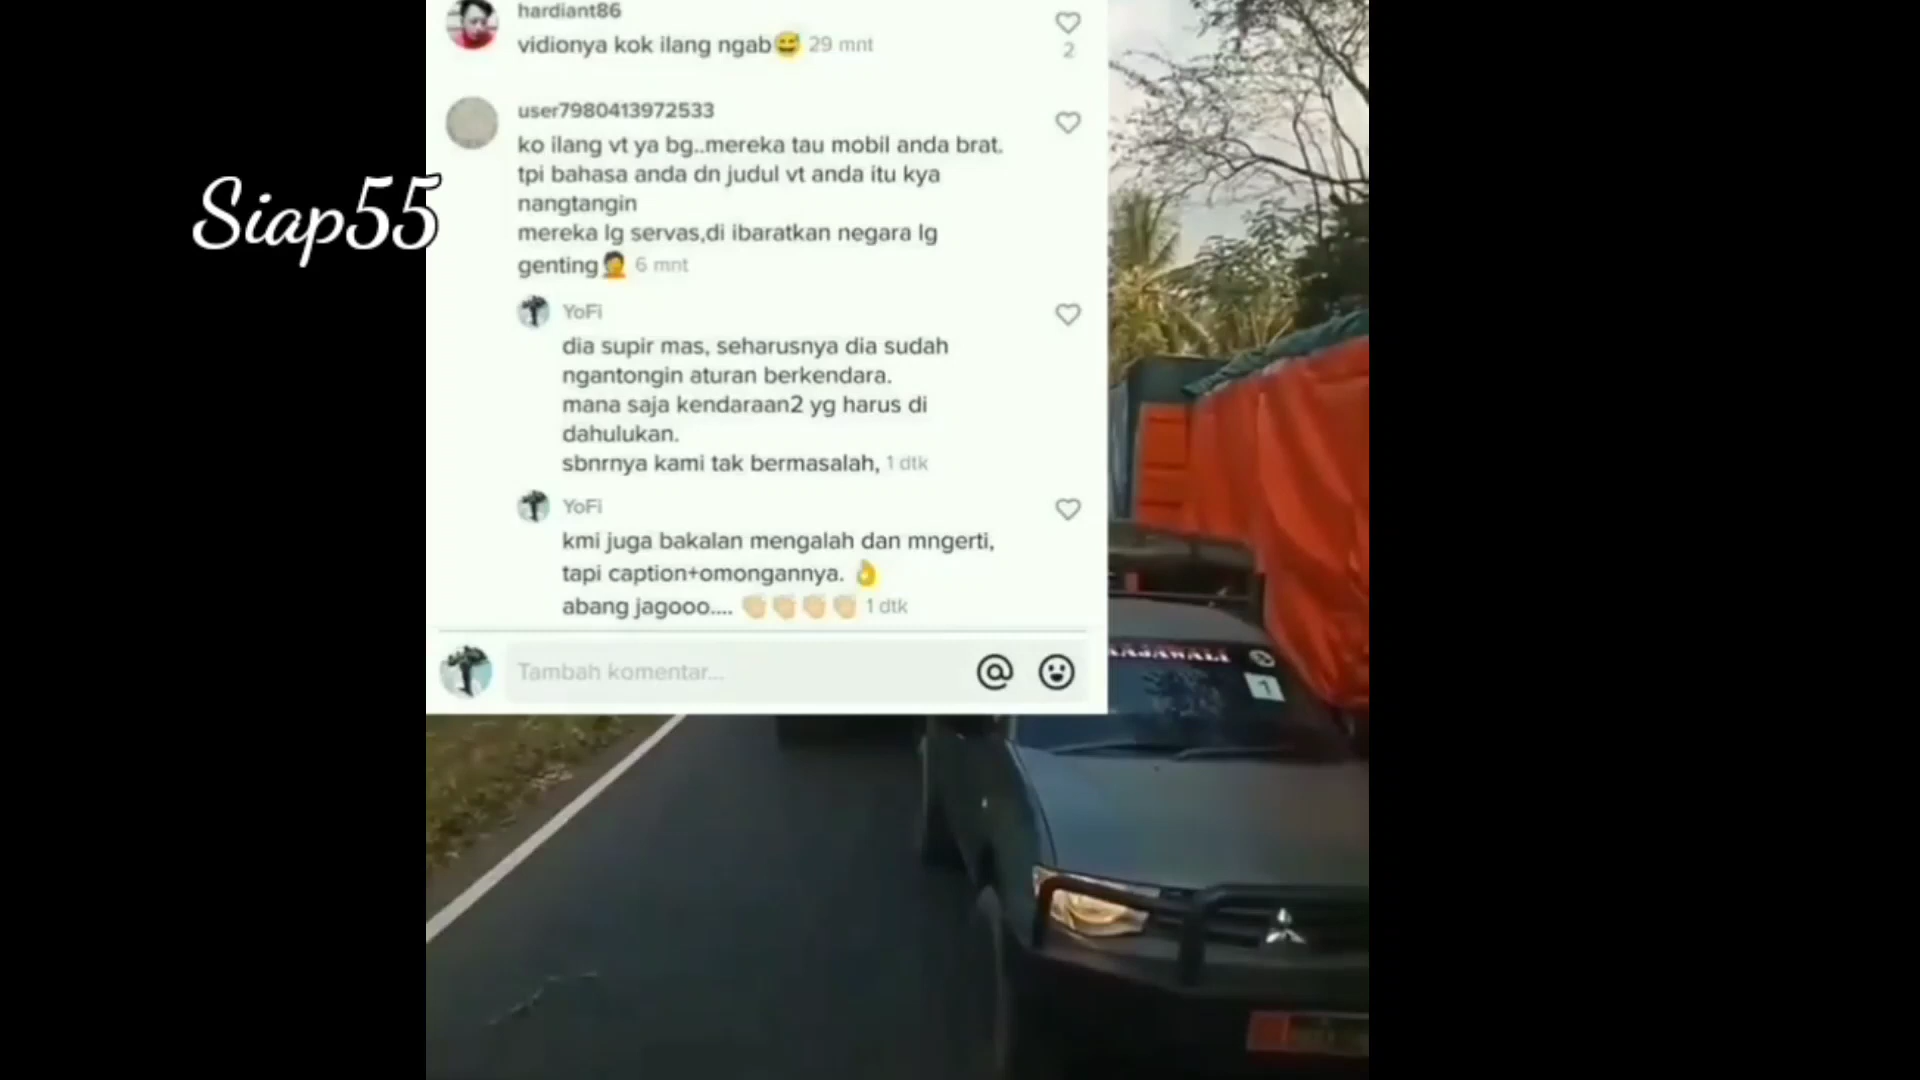 hardiant86
vidionya kok ilang ngab😅 29 mnt
2
user7980413972533
ko ilang vt ya bg..mereka tau mobil anda brat.
tpi bahasa anda dn judul vt anda itu kya
nangtangin
mereka lg servas,di ibaratkan negara lg
genting🤦 6 mnt
Siap55
YoFi
dia supir mas, seharusnya dia sudah
ngantongin aturan berkendara.
mana saja kendaraan2 yg harus di
dahulukan.
sbnrnya kami tak bermasalah, 1 dtk
YoFi
kmi juga bakalan mengalah dan mngerti,
tapi caption+omongannya. 👌
abang jagooo.... 👏🏻👏🏻👏🏻👏🏻 1 dtk
Tambah komentar...
@
RAJAWALI
1